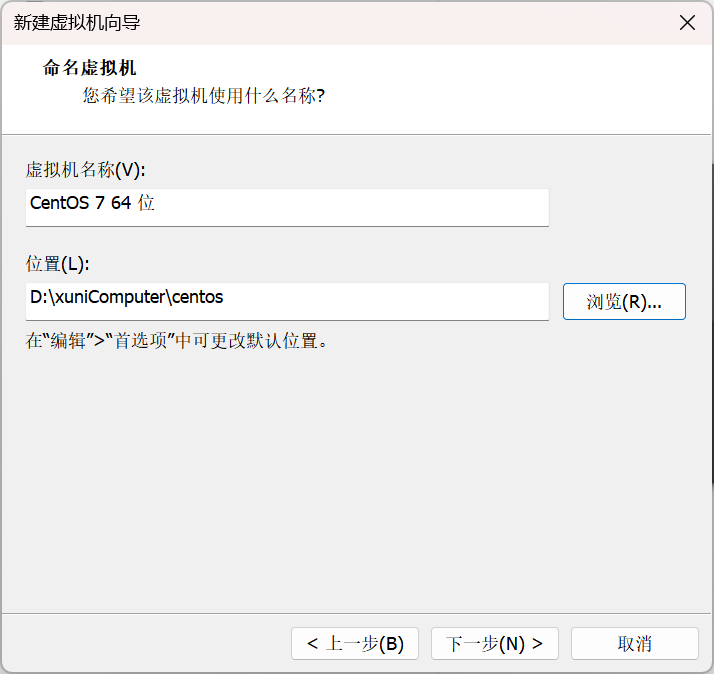 新建虚拟机向导
命名虚拟机
您希望该虚拟机使用什么名称?
虚拟机名称(V):
CentOS 7 64 位
位置(L):
D:\xuniComputer\centos
浏览(R)...
在“编辑”>“首选项”中可更改默认位置。
< 上一步(B)
下一步(N) >
取消